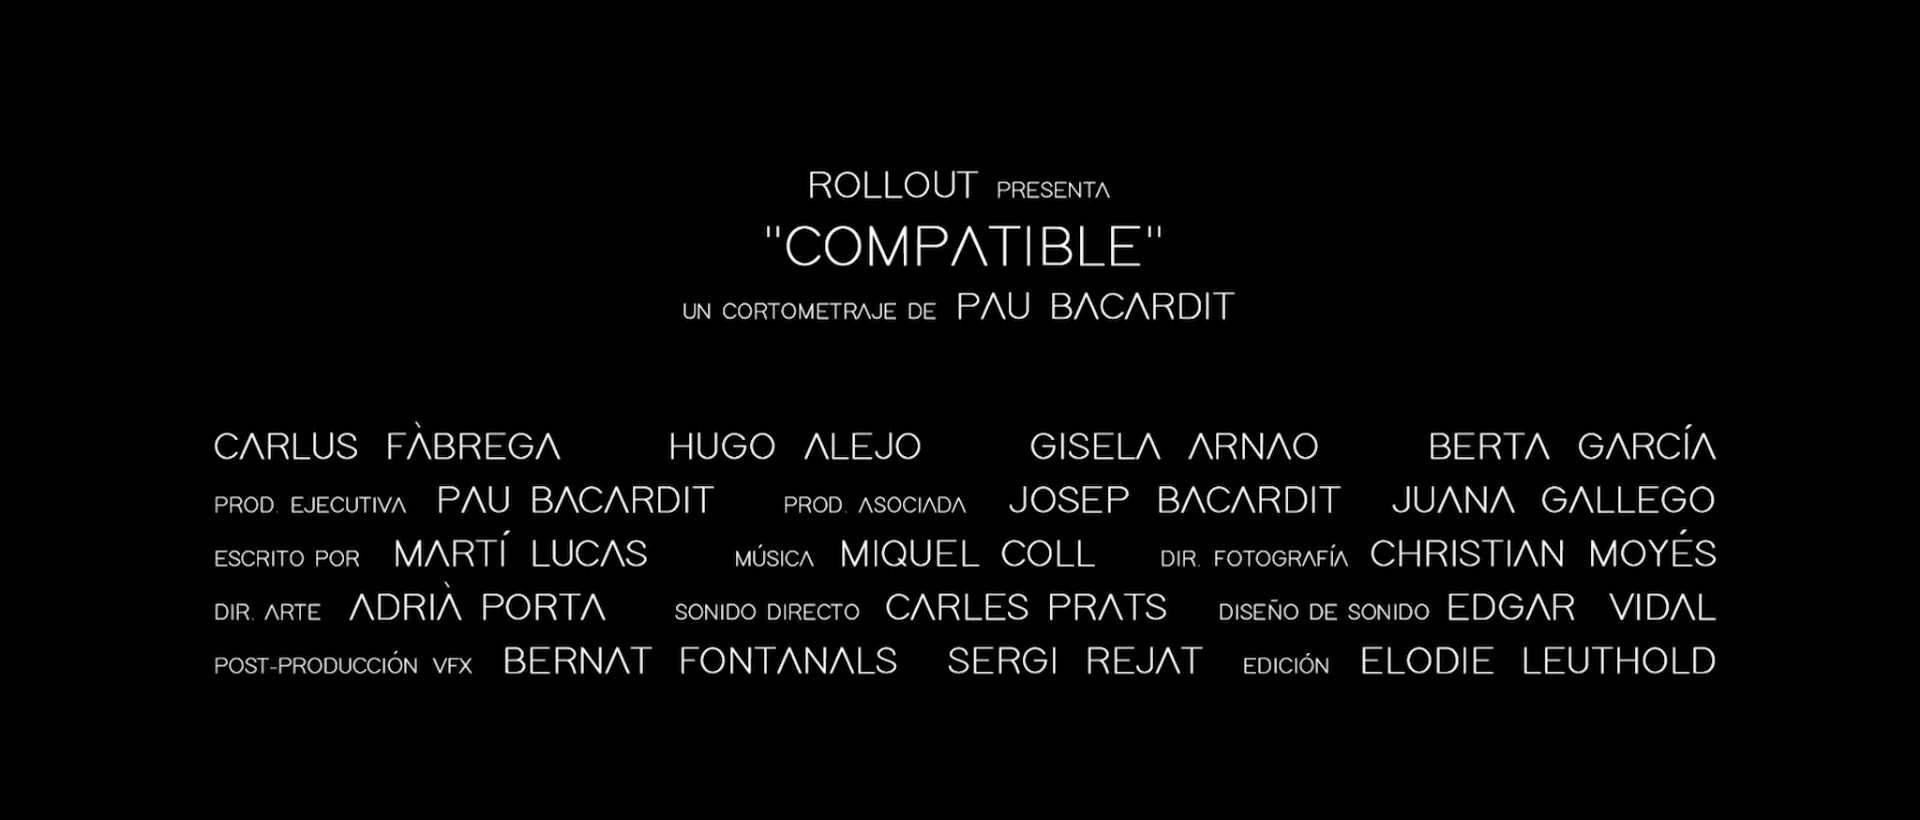 ROLLOUT PRESENTA
"COMPATIBLE"
UN CORTOMETRAJE DE PAU BACARDIT
CARLUS FÀBREGA HUGO ALEJO GISELA ARNAO BERTA GARCÍA
PROD. EJECUTIVA PAU BACARDIT PROD. ASOCIADA JOSEP BACARDIT JUANA GALLEGO
ESCRITO POR MARTÍ LUCAS MÚSICA MIQUEL COLL DIR. FOTOGRAFÍA CHRISTIAN MOYÉS
DIR. ARTE ADRIÀ PORTA SONIDO DIRECTO CARLES PRATS DISEÑO DE SONIDO EDGAR VIDAL
POST-PRODUCCIÓN VFX BERNAT FONTANALS SERGI REJAT EDICIÓN ELODIE LEUTHOLD